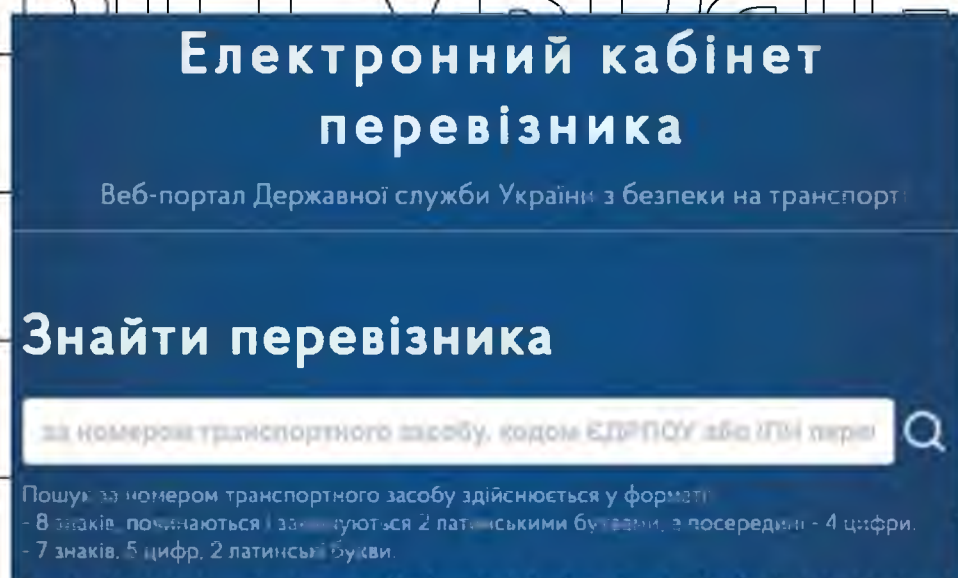 Електронний кабінет
перевізника
Веб-портал Державної служби України з безпеки на транспорті
Знайти перевізника
за номером транспортного засобу, кодом ЄДРПОУ або ІПН
Пошук за номером транспортного засобу здійснюється у форматі
- 8 знаків, починаються і закінчуються 2 латинськими буквами, а посередині - 4 цифри.
- 7 знаків, 5 цифр, 2 латинські букви.